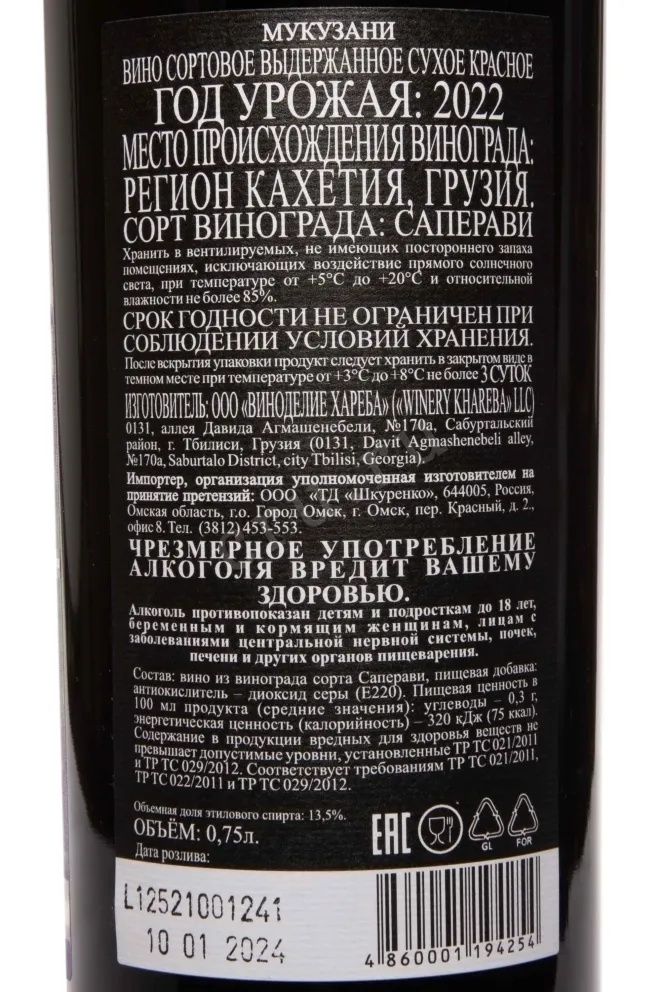 МУКУЗАНИ
ВИНО СОРТОВОЕ ВЫДЕРЖАННОЕ СУХОЕ КРАСНОЕ
ГОД УРОЖАЯ: 2022
МЕСТО ПРОИСХОЖДЕНИЯ ВИНОГРАДА:
РЕГИОН КАХЕТИЯ, ГРУЗИЯ.
СОРТ ВИНОГРАДА: САПЕРАВИ
Хранить в вентилируемых, не имеющих постороннего запаха
помещениях, исключающих воздействие прямого солнечного
света, при температуре от +5°C до +20°C и относительной
влажности не более 85%.
СРОК ГОДНОСТИ НЕ ОГРАНИЧЕН ПРИ
СОБЛЮДЕНИИ УСЛОВИЙ ХРАНЕНИЯ.
После вскрытия упаковки продукт следует хранить в закрытом виде в
темном месте при температуре от +3°C до +8°C не более 3 СУТОК
ИЗГОТОВИТЕЛЬ: ООО «ВИНОДЕЛИЕ ХАРЕБА» («WINERY KHAREBA» LLC)
0131, аллея Давида Агмашенебели, №170а, Сабурталский
район, г. Тбилиси, Грузия (0131, Davit Agmashenebeli alley,
№170a, Saburtalo District, city Tbilisi, Georgia).
Импортер, организация уполномоченная изготовителем на
принятие претензий: ООО «ТД «Шкуренко», 644005, Россия,
Омская область, г.о. Город Омск, г. Омск, пер. Красный, д. 2.,
офис 8. Тел. (3812) 453-553.
ЧРЕЗМЕРНОЕ УПОТРЕБЛЕНИЕ
АЛКОГОЛЯ ВРЕДИТ ВАШЕМУ
ЗДОРОВЬЮ.
Алкоголь противопоказан детям и подросткам до 18 лет,
беременным и кормящим женщинам, лицам с
заболеваниями центральной нервной системы, почек,
печени и других органов пищеварения.
Состав: вино из винограда сорта Саперави, пищевая добавка:
антиокислитель – диоксид серы (Е220). Пищевая ценность в
100 мл продукта (средние значения): углеводы – 0,3 г,
энергетическая ценность (калорийность) – 320 кДж (75 ккал).
Содержание в продукции вредных для здоровья веществ не
превышает допустимые уровни, установленные ТР ТС 021/2011
и ТР ТС 029/2012. Соответствует требованиям ТР ТС 021/2011,
ТР ТС 022/2011 и ТР ТС 029/2012.
Объемная доля этилового спирта: 13,5%.
ОБЪЁМ: 0,75л.
Дата розлива:
EAC
GL
FOR
L12521001241
10 01 2024
4 860001 194254